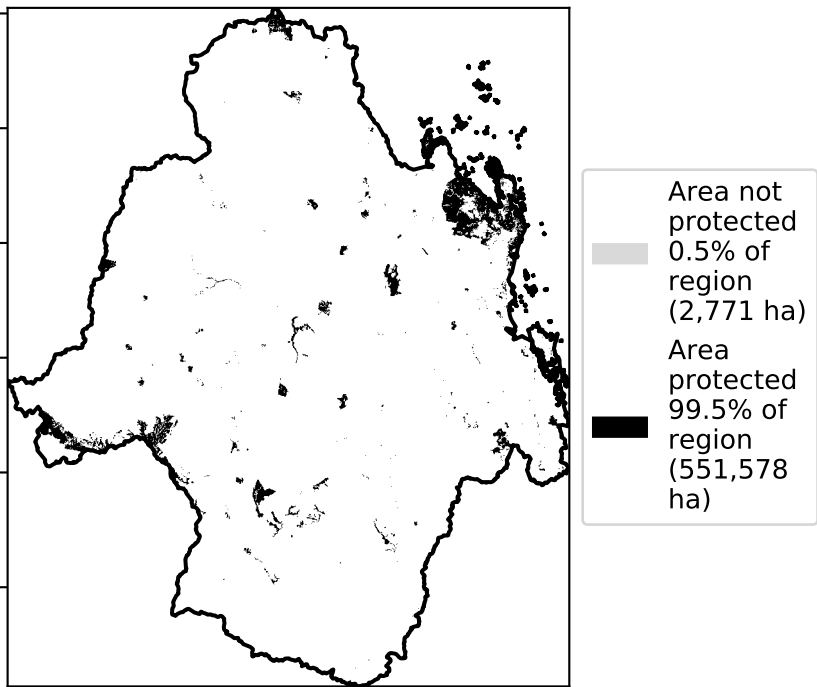 Area not
protected
0.5% of
region
(2,771 ha)
Area
protected
99.5% of
region
(551,578
ha)